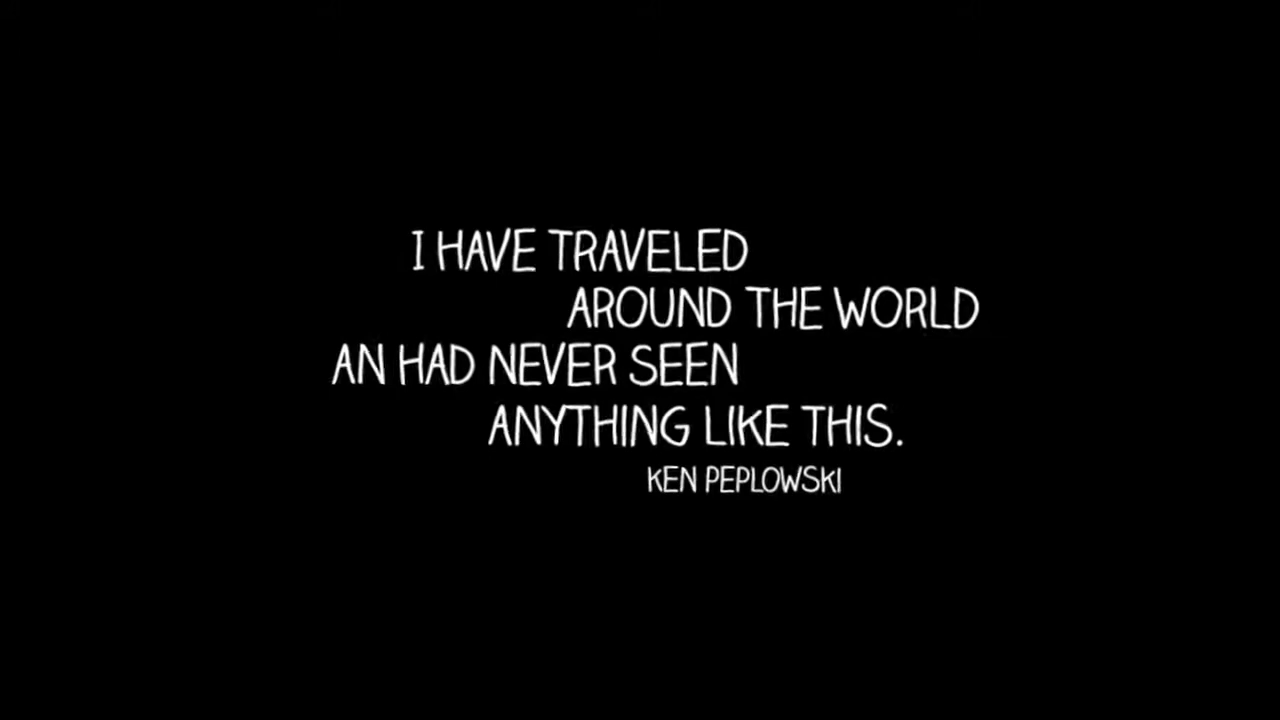 I HAVE TRAVELED
AROUND THE WORLD
AN HAD NEVER SEEN
ANYTHING LIKE THIS.
KEN PEPLOWSKI